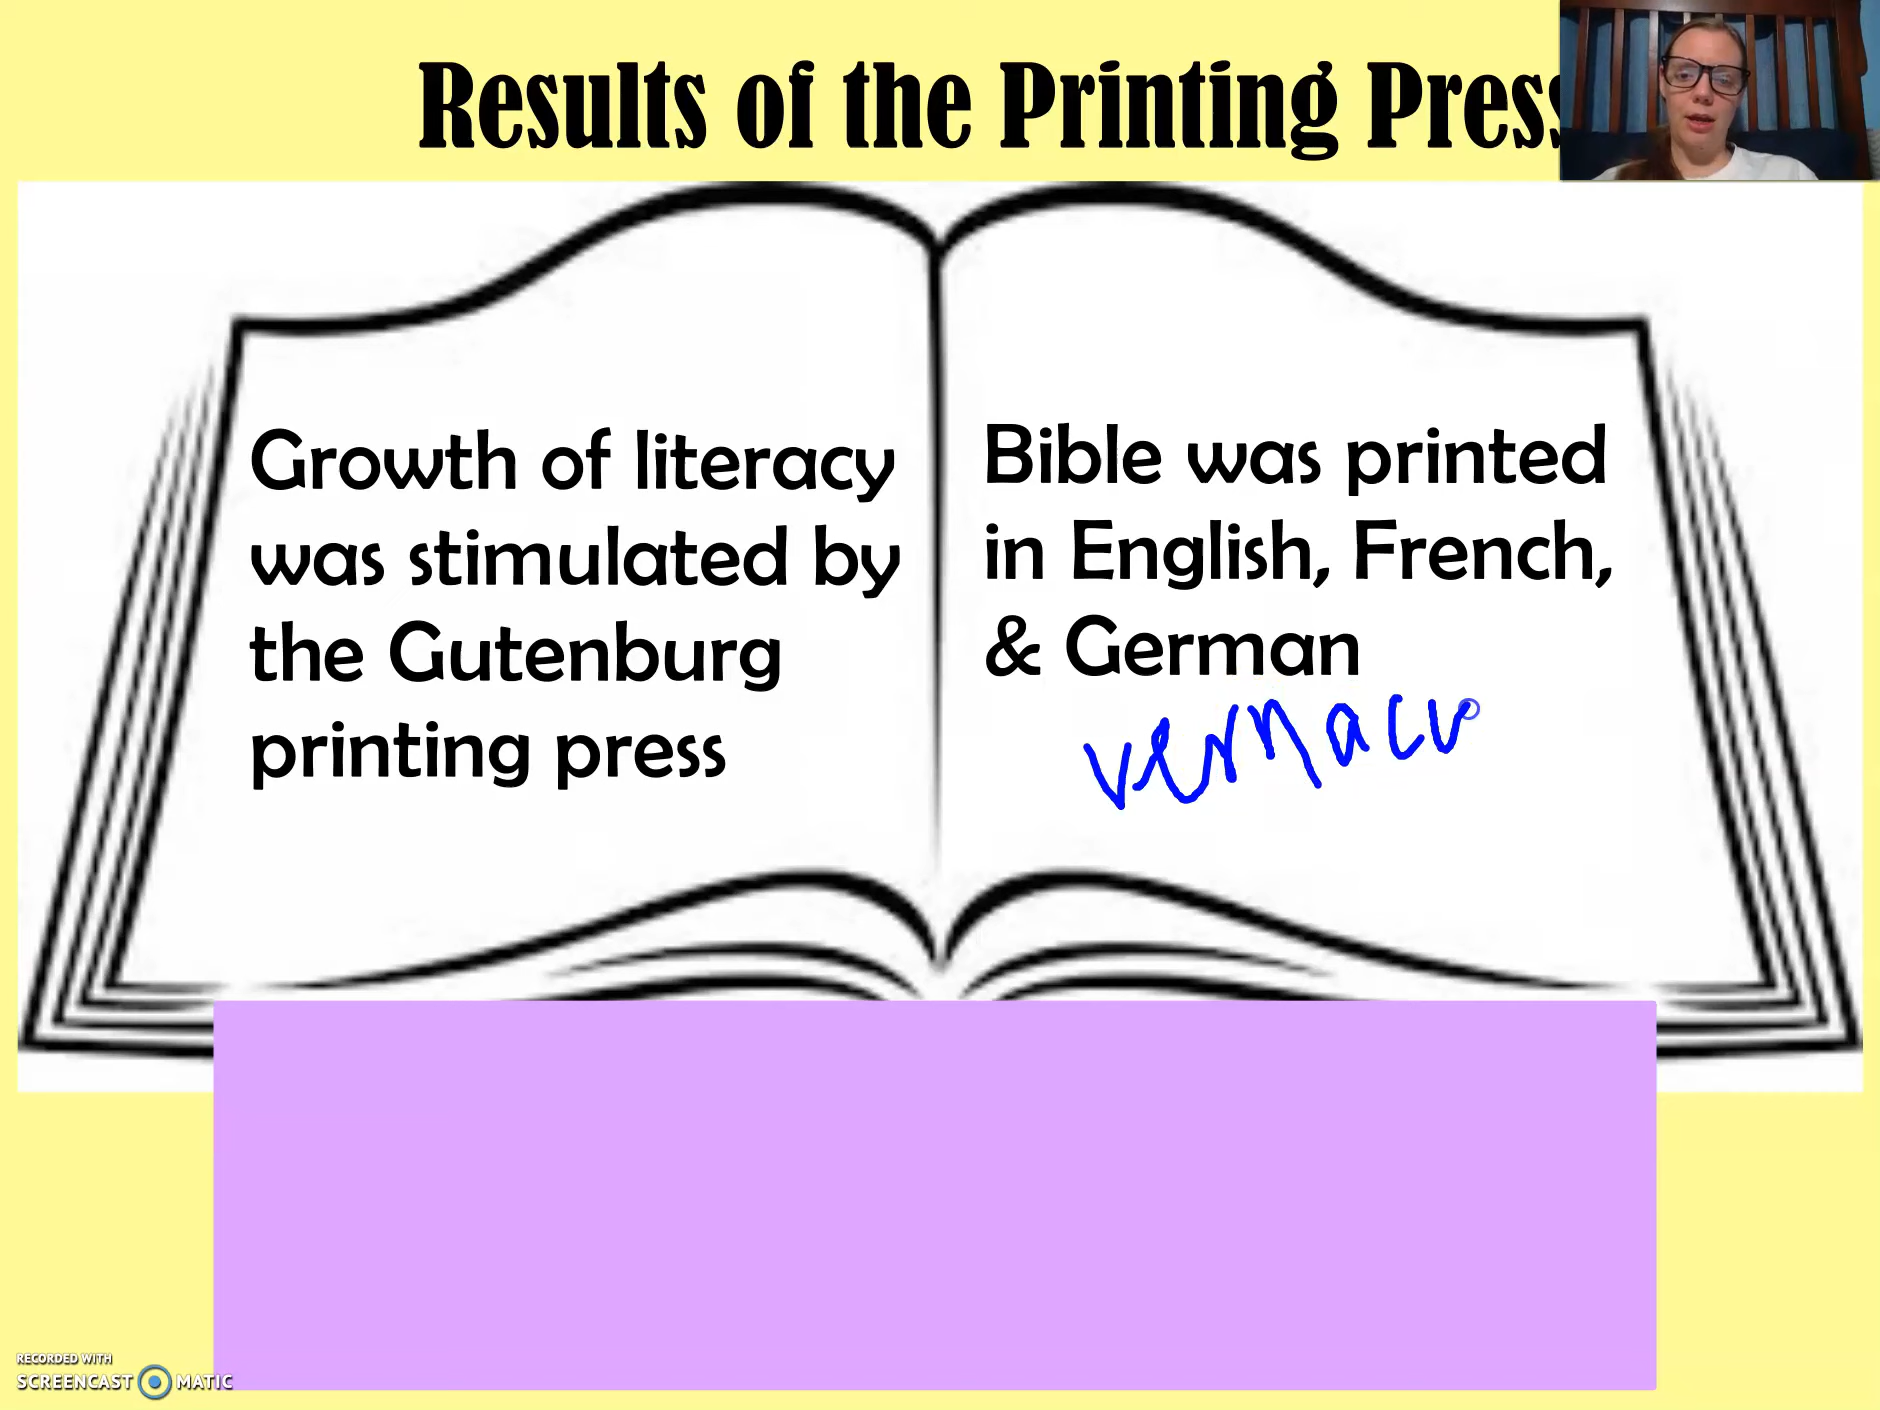 Results of the Printing Press
Growth of literacy
was stimulated by
the Gutenburg
printing press
Bible was printed
in English, French,
& German
vernacu
RECORDED WITH
SCREENCAST MATIC